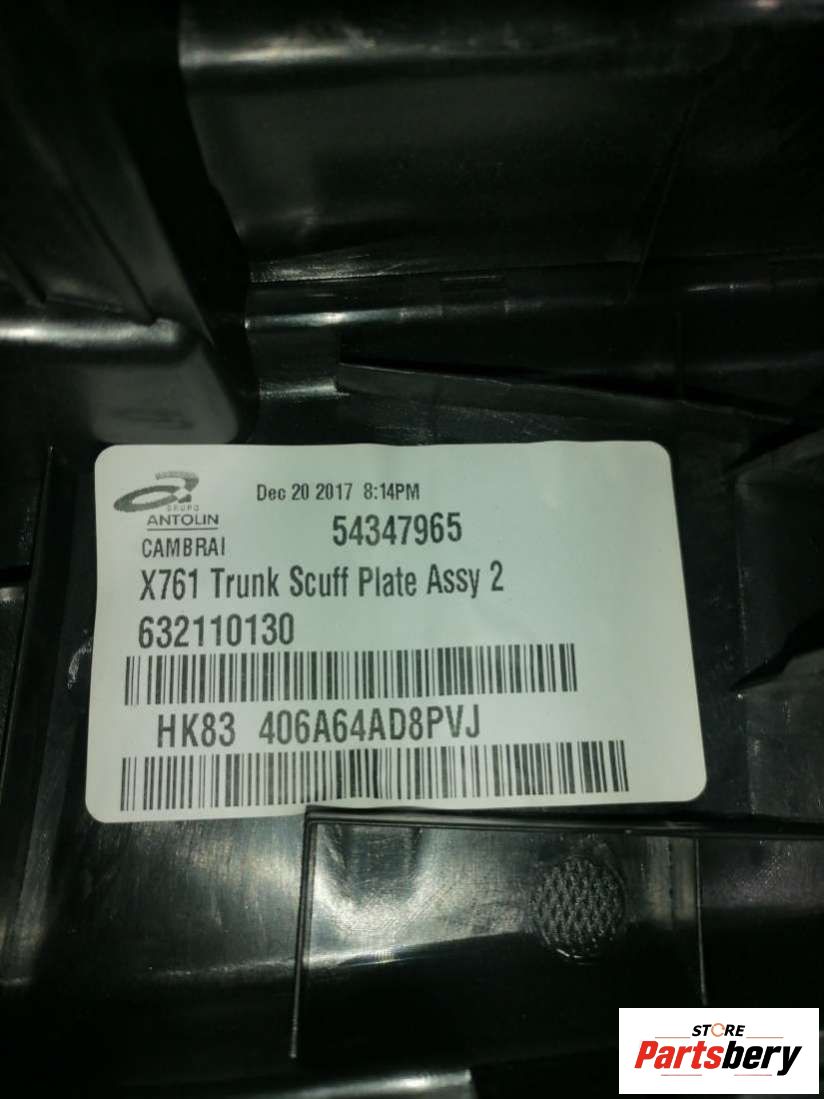 Dec 20 2017 8:14PM
GRUPO
ANTOLIN
CAMBRAI
54347965
X761 Trunk Scuff Plate Assy 2
632110130
HK83 406A64AD8PVJ
STORE
Partsbery